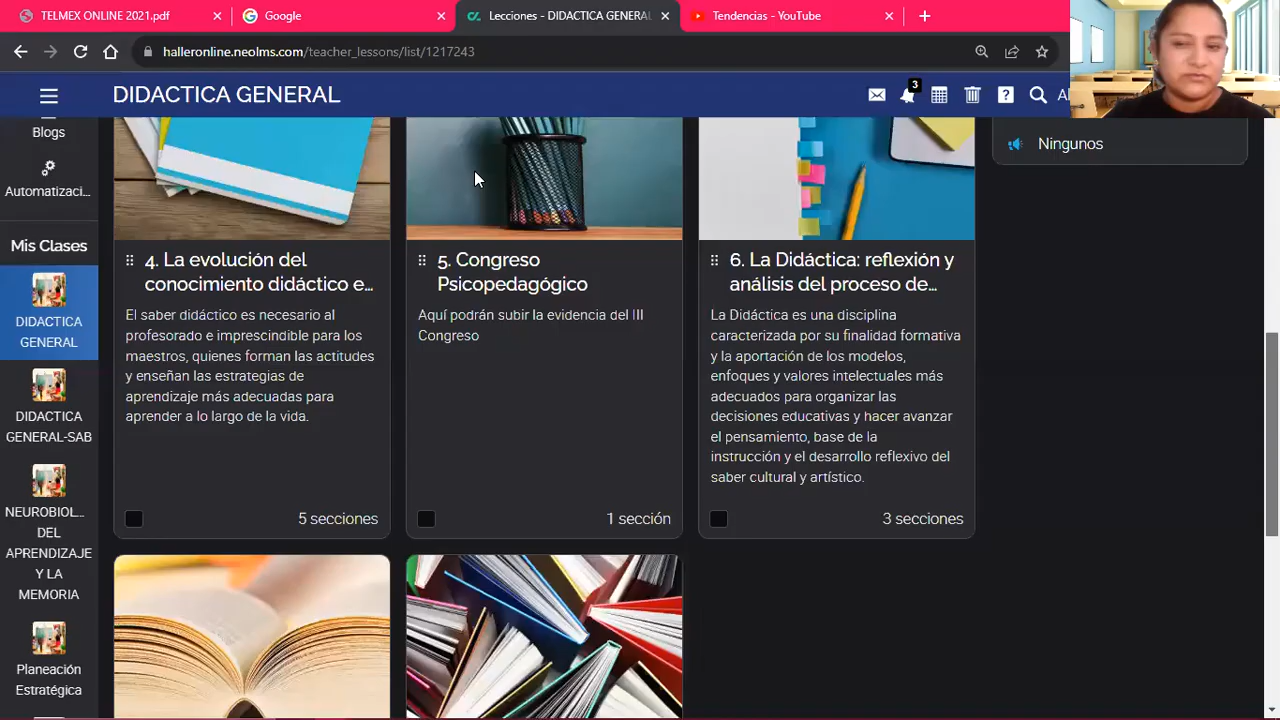 TELMEX ONLINE 2021.pdf
Google
Lecciones - DIDACTICA GENERAL
Tendencias - YouTube
halleronline.neolms.com/teacher_lessons/list/1217243
DIDACTICA GENERAL
3
?
Blogs
Automatizaci...
Mis Clases
DIDACTICA
GENERAL
DIDACTICA
GENERAL-SAB
NEUROBIOL...
DEL
APRENDIZAJE
Y LA
MEMORIA
Planeación
Estratégica
4. La evolución del
conocimiento didáctico e...
El saber didáctico es necesario al
profesorado e imprescindible para los
maestros, quienes forman las actitudes
y enseñan las estrategias de
aprendizaje más adecuadas para
aprender a lo largo de la vida.
5 secciones
5. Congreso
Psicopedagógico
Aquí podrán subir la evidencia del III
Congreso
1 sección
6. La Didáctica: reflexión y
análisis del proceso de...
La Didáctica es una disciplina
caracterizada por su finalidad formativa
y la aportación de los modelos,
enfoques y valores intelectuales más
adecuados para organizar las
decisiones educativas y hacer avanzar
el pensamiento, base de la
instrucción y el desarrollo reflexivo del
saber cultural y artístico.
3 secciones
Ningunos